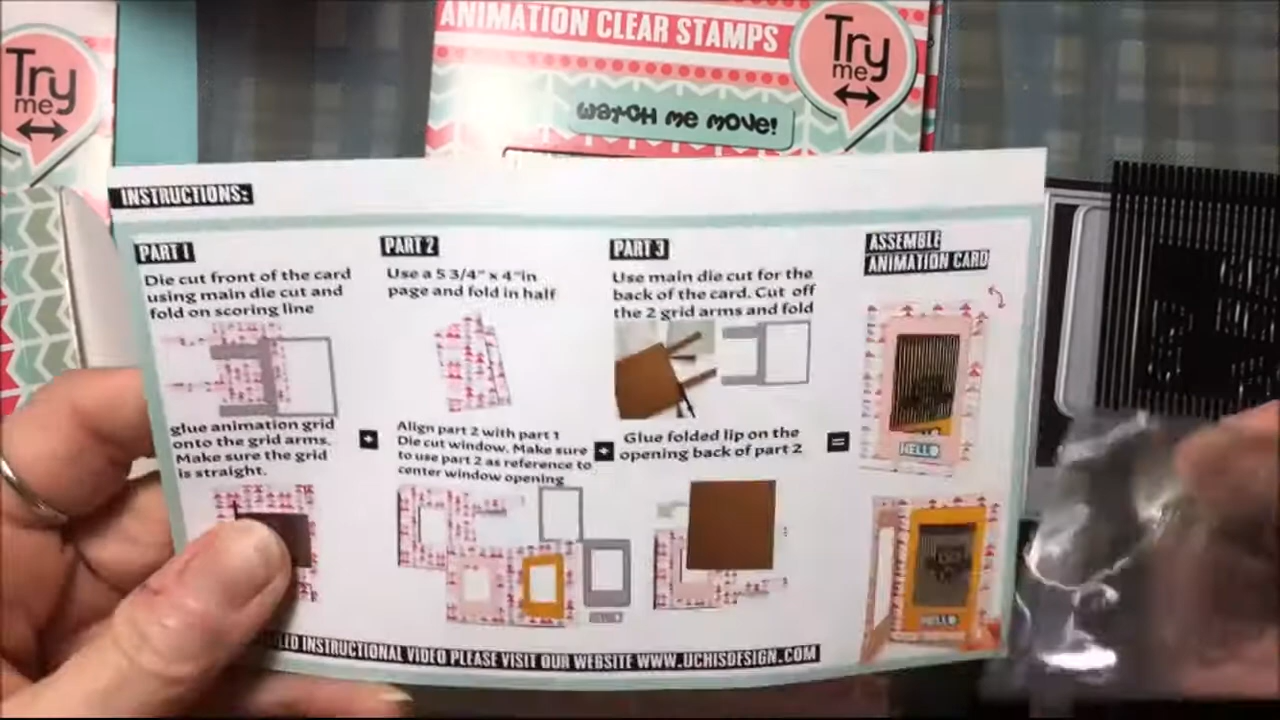 ANIMATION CLEAR STAMPS
Try
me
Try
me
WATCH ME MOVE!
INSTRUCTIONS:
PART 1
Die cut front of the card
using main die cut and
fold on scoring line
glue animation grid
onto the grid arms.
Make sure the grid
is straight.
PART 2
Use a 5 3/4" x 4"in
page and fold in half
Align part 2 with part 1
Die cut window. Make sure
to use part 2 as reference to
center window opening
PART 3
Use main die cut for the
back of the card. Cut off
the 2 grid arms and fold
Glue folded lip on the
opening back of part 2
ASSEMBLE
ANIMATION CARD
HELLO
HELLO
INSTRUCTIONAL VIDEO PLEASE VISIT OUR WEBSITE WWW.UCHISDESIGN.COM